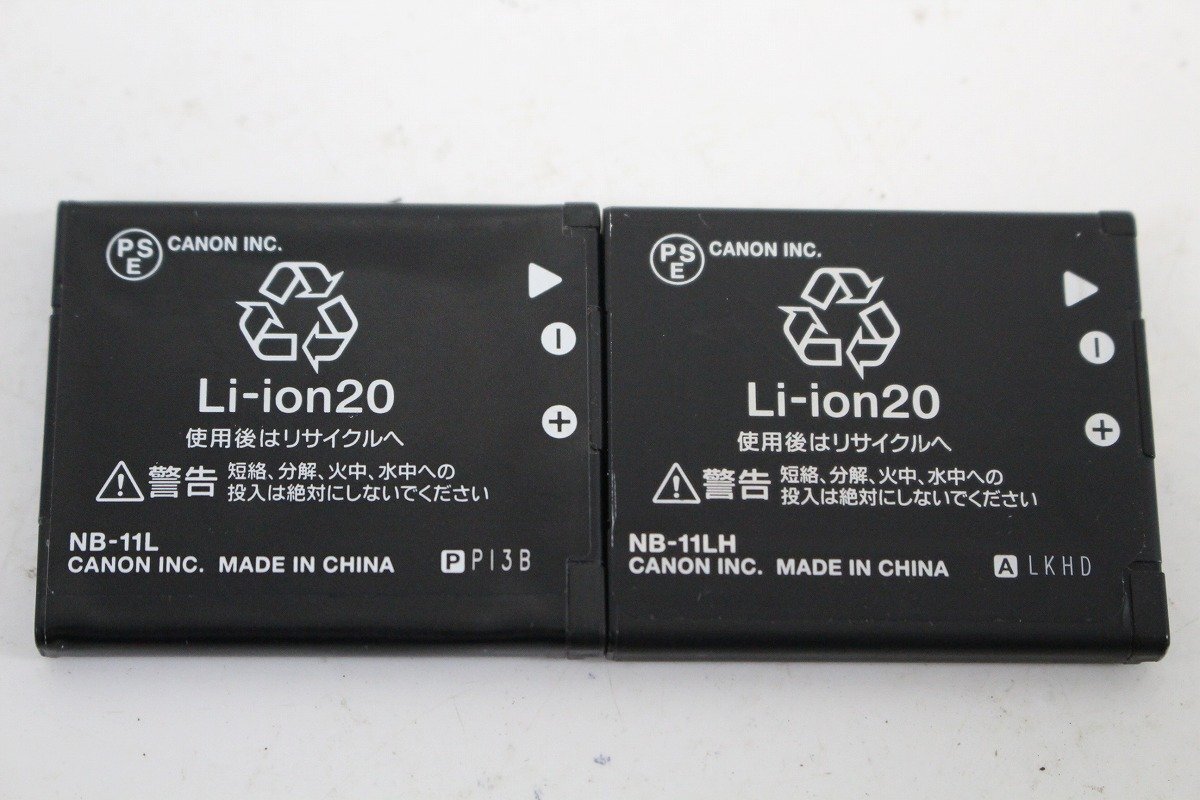 PSE CANON INC.
Li-ion20
使用後はリサイクルへ
警告 短絡、分解、火中、水中への
投入は絶対にしないでください
NB-11L
CANON INC. MADE IN CHINA P PI3B
PSE CANON INC.
Li-ion20
使用後はリサイクルへ
警告 短絡、分解、火中、水中への
投入は絶対にしないでください
NB-11LH
CANON INC. MADE IN CHINA A LKHD